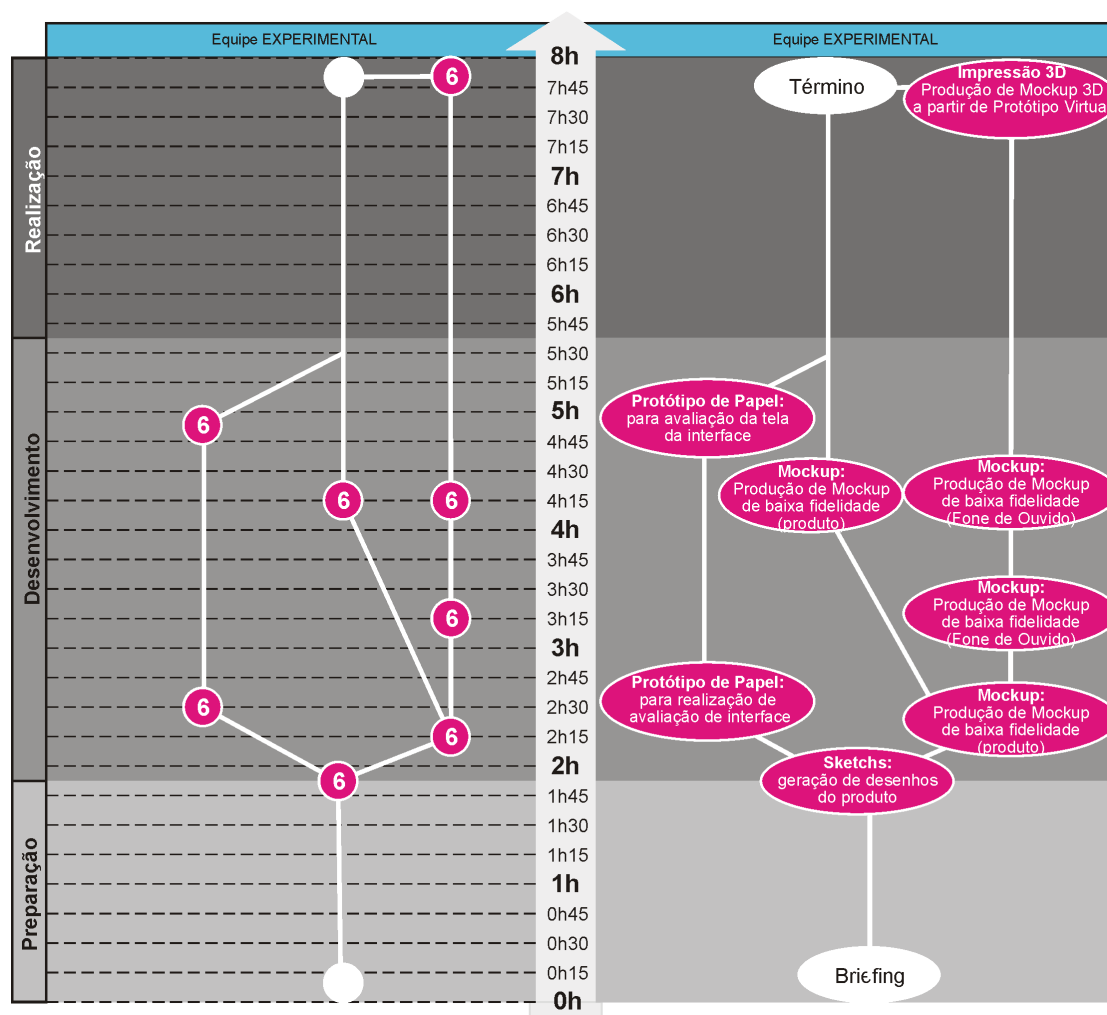 Equipe EXPERIMENTAL
Equipe EXPERIMENTAL
Realização
Desenvolvimento
Preparação
6
6
6
6
6
6
6
6
8h
7h45
7h30
7h15
7h
6h45
6h30
6h15
6h
5h45
5h30
5h15
5h
4h45
4h30
4h15
4h
3h45
3h30
3h15
3h
2h45
2h30
2h15
2h
1h45
1h30
1h15
1h
0h45
0h30
0h15
0h
Término
Impressão 3D
Produção de Mockup 3D
a partir de Protótipo Virtua
Protótipo de Papel:
para avaliação da tela
da interface
Mockup:
Produção de Mockup
de baixa fidelidade
(produto)
Mockup:
Produção de Mockup
de baixa fidelidade
(Fone de Ouvido)
Mockup:
Produção de Mockup
de baixa fidelidade
(Fone de Ouvido)
Protótipo de Papel:
para realização de
avaliação de interface
Mockup:
Produção de Mockup
de baixa fidelidade
(produto)
Sketchs:
geração de desenhos
do produto
Briefing